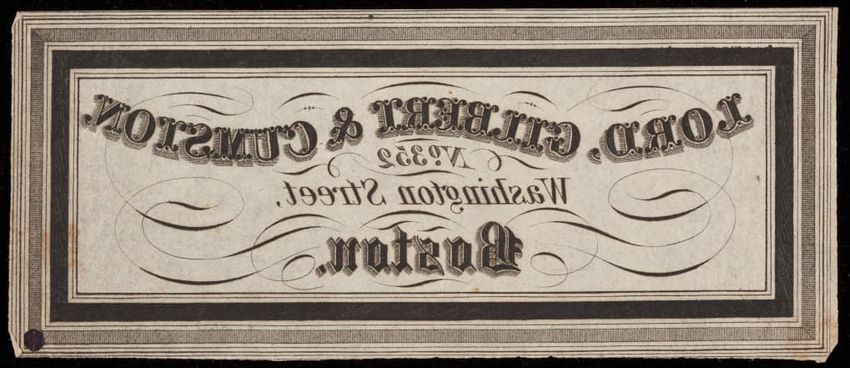 LORD, GILBERT & CUMSTON,
No. 352
Washington Street,
Boston.